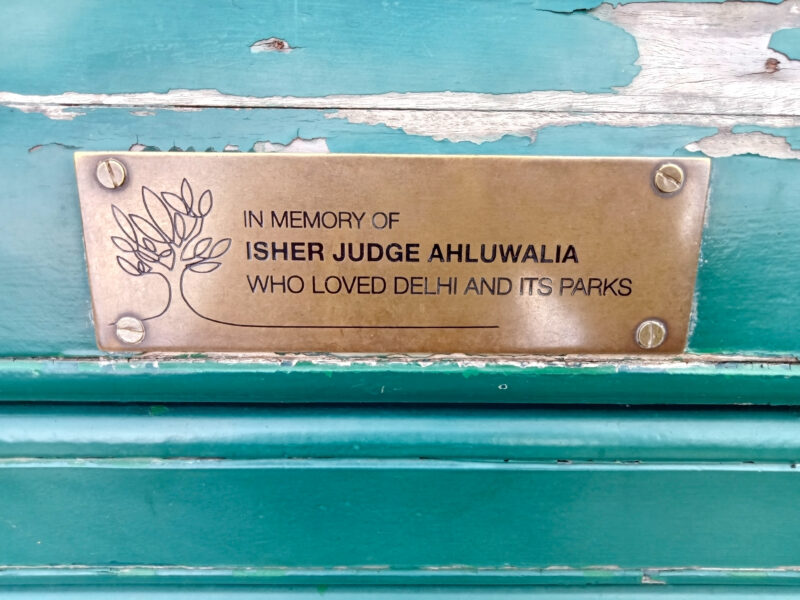 IN MEMORY OF
ISHER JUDGE AHLUWALIA
WHO LOVED DELHI AND ITS PARKS